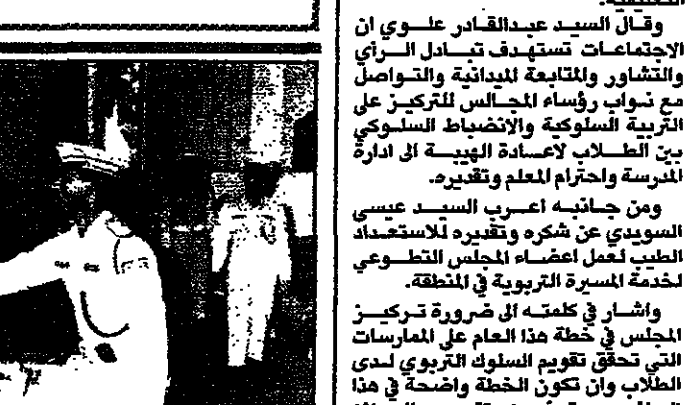 التعليمية.
وقال السيد عبدالقادر علوي ان
الاجتماعات تستهدف تبادل الرأي
والتشاور والمتابعة الميدانية والتواصل
مع نواب رؤساء المجالس للتركيز على
التربية السلوكية والانضباط السلوكي
بين الطلاب لاعادة الهيبة الى ادارة
المدرسة واحترام المعلم وتقديره.
ومن جانبه اعرب السيد عيسى
السويدي عن شكره وتقديره للاستعداد
الطيب لعمل اعضاء المجلس التطوعي
لخدمة المسيرة التربوية في المنطقة.
واشار في كلمته الى ضرورة تركيز
المجلس في خطة هذا العام على الممارسات
التي تحقق تقويم السلوك التربوي لدى
الطلاب وان تكون الخطة واضحة في هذا